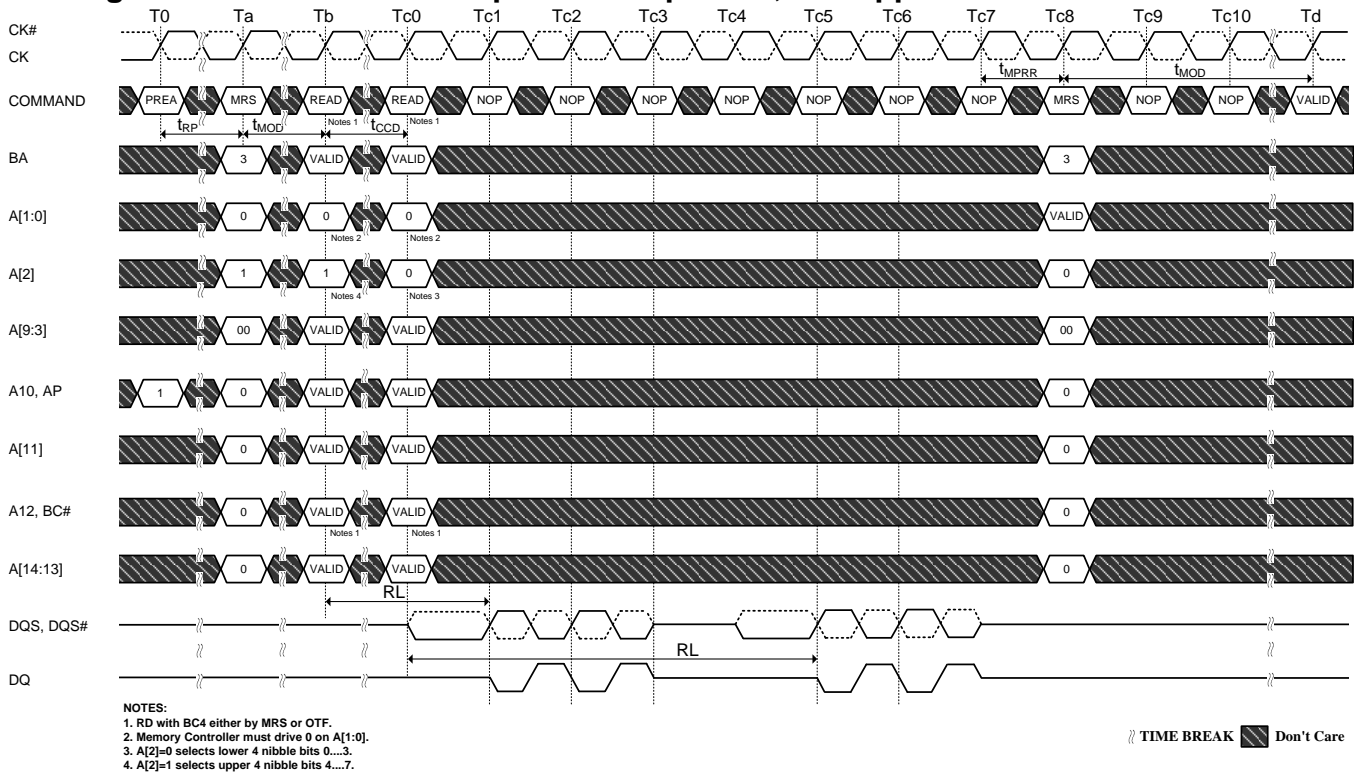 T0 Ta Tb Tc0 Tc1 Tc2 Tc3 Tc4 Tc5 Tc6 Tc7 Tc8 Tc9 Tc10 Td
CK#
CK
tMPRR tMOD
COMMAND PREA MRS READ READ NOP NOP NOP NOP NOP NOP NOP MRS NOP NOP VALID
Notes 1 Notes 1
tRP tMOD tCCD
BA 3 VALID VALID 3
A[1:0] 0 0 0 VALID
Notes 2 Notes 2
A[2] 1 1 0 0
Notes 4 Notes 3
A[9:3] 00 VALID VALID 00
A10, AP 1 0 VALID VALID 0
A[11] 0 VALID VALID 0
A12, BC# 0 VALID VALID 0
Notes 1 Notes 1
A[14:13] 0 VALID VALID 0
RL
DQS, DQS#
RL
DQ
NOTES:
1. RD with BC4 either by MRS or OTF.
2. Memory Controller must drive 0 on A[1:0].
3. A[2]=0 selects lower 4 nibble bits 0....3.
4. A[2]=1 selects upper 4 nibble bits 4....7.
TIME BREAK Don't Care